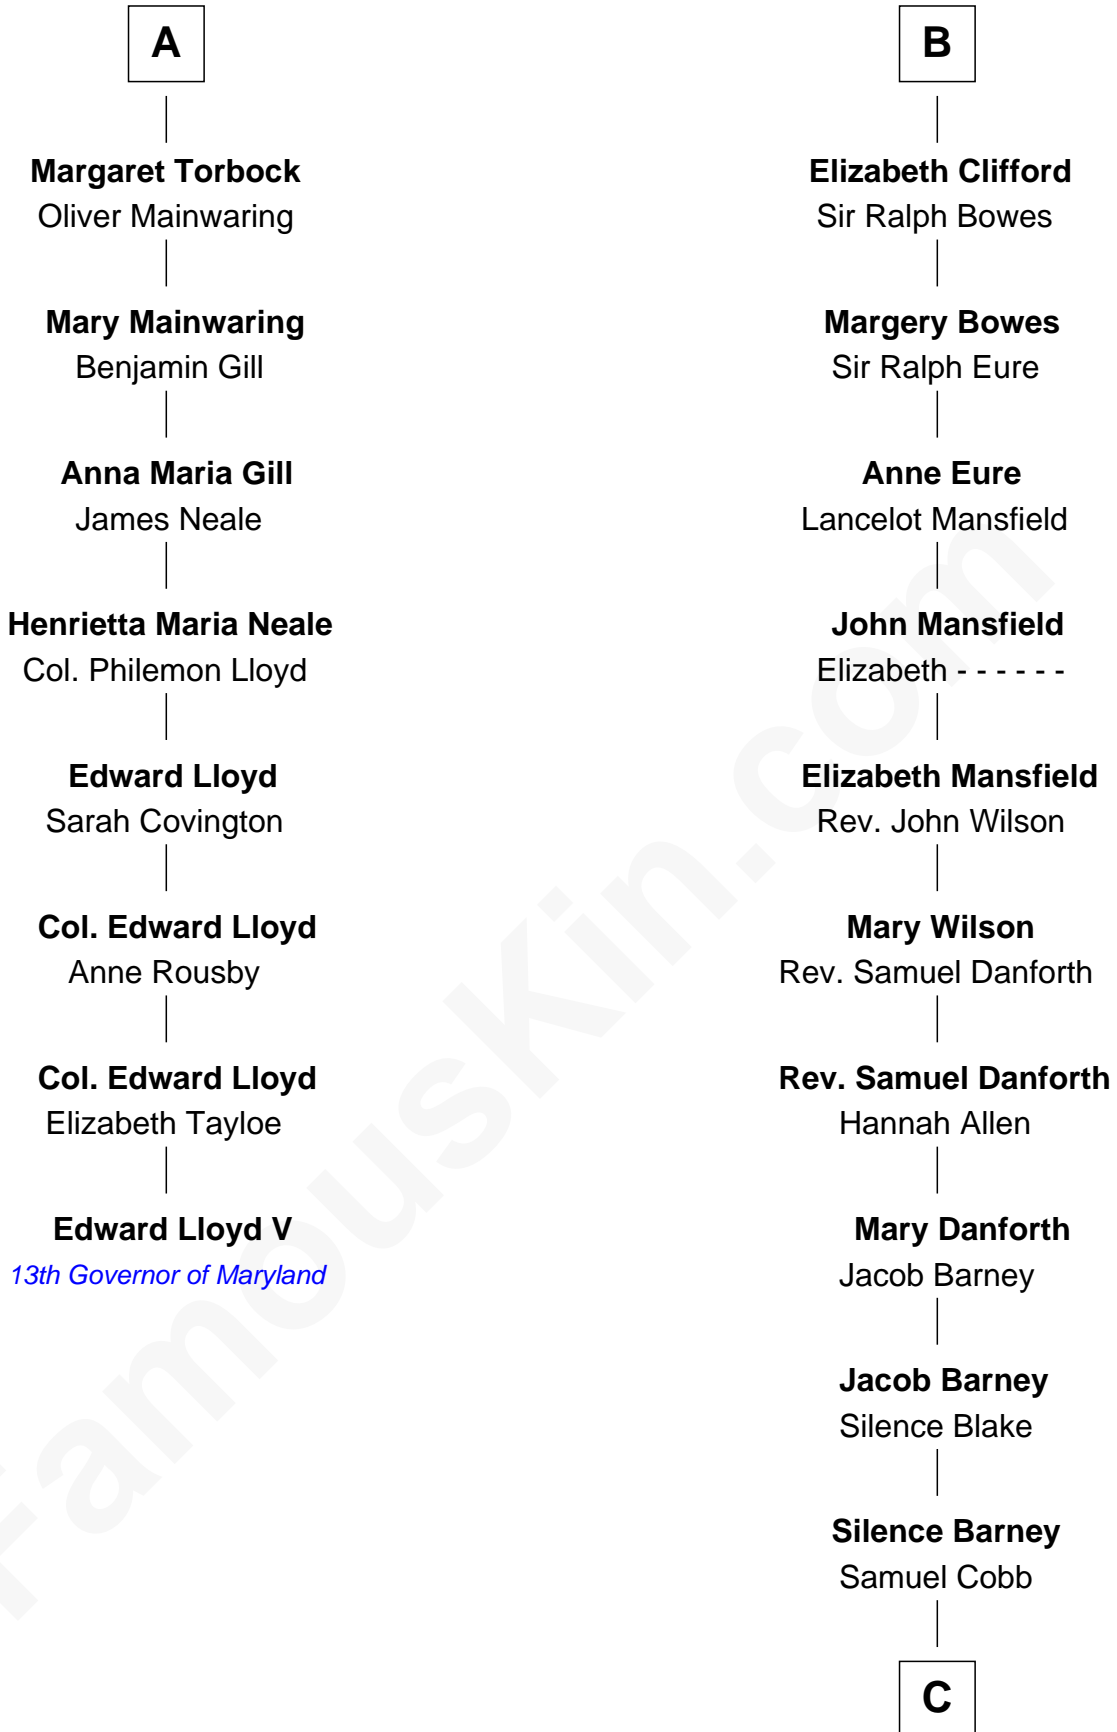 A
Margaret Torbock
Oliver Mainwaring
Mary Mainwaring
Benjamin Gill
Anna Maria Gill
James Neale
Henrietta Maria Neale
Col. Philemon Lloyd
Edward Lloyd
Sarah Covington
Col. Edward Lloyd
Anne Rousby
Col. Edward Lloyd
Elizabeth Tayloe
Edward Lloyd V
13th Governor of Maryland
B
Elizabeth Clifford
Sir Ralph Bowes
Margery Bowes
Sir Ralph Eure
Anne Eure
Lancelot Mansfield
John Mansfield
Elizabeth - - - - - -
Elizabeth Mansfield
Rev. John Wilson
Mary Wilson
Rev. Samuel Danforth
Rev. Samuel Danforth
Hannah Allen
Mary Danforth
Jacob Barney
Jacob Barney
Silence Blake
Silence Barney
Samuel Cobb
C
FamousKin.com